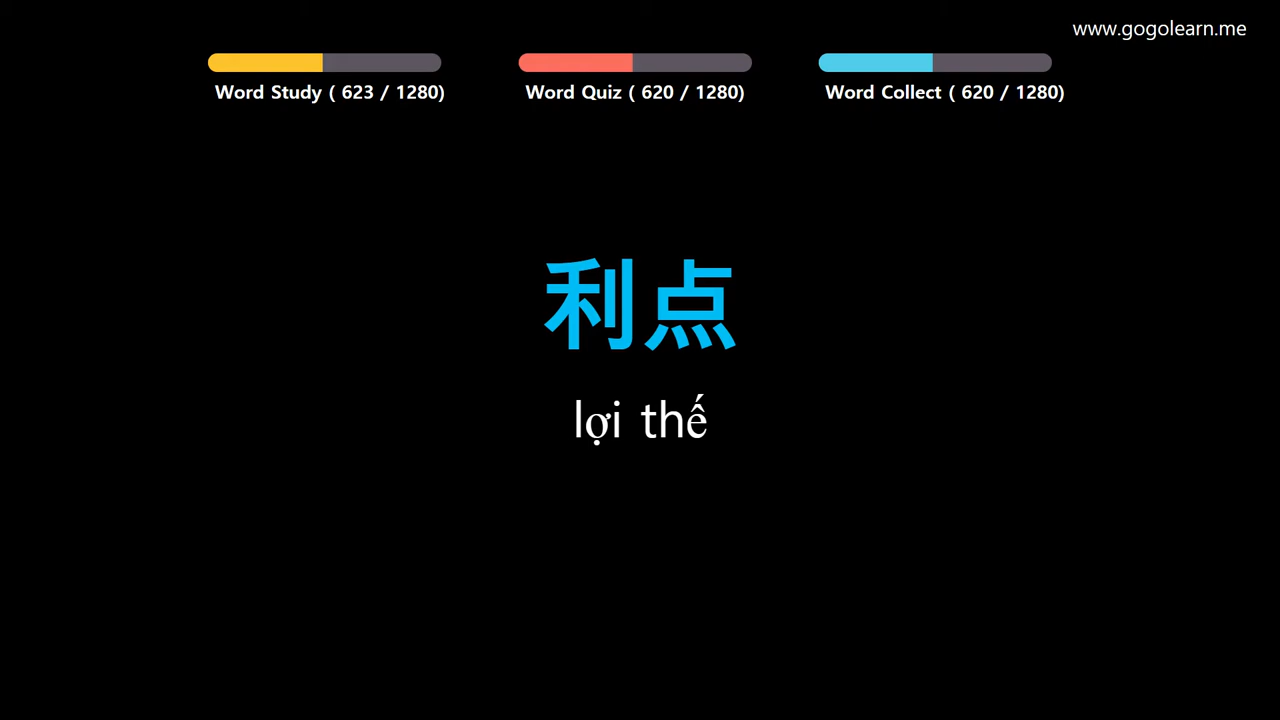 www.gogolearn.me
Word Study ( 623 / 1280)
Word Quiz ( 620 / 1280)
Word Collect ( 620 / 1280)
利点
lợi thế